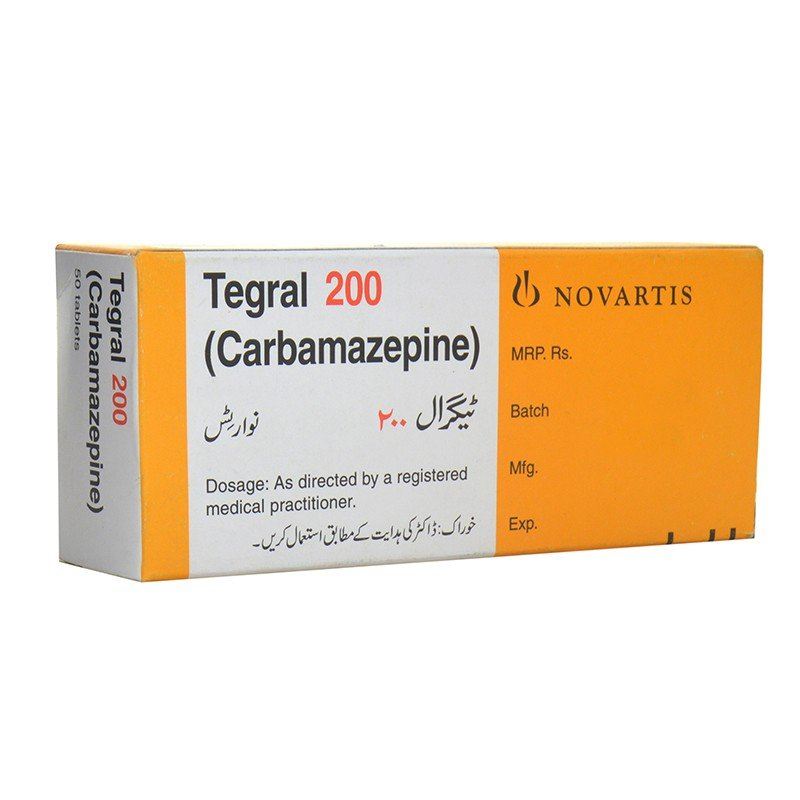 Tegral 200
(Carbamazepine)
50 tablets
Tegral 200
(Carbamazepine)
ٹیگرال ۲۰۰
نوارٹس
Dosage: As directed by a registered
medical practitioner.
خوراک: ڈاکٹر کی ہدایت کے مطابق استعمال کریں۔
NOVARTIS
MRP. Rs.
Batch
Mfg.
Exp.